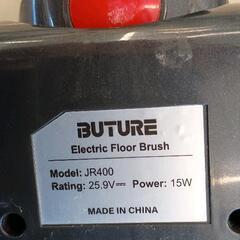 BUTURE
Electric Floor Brush
Model: JR400
Rating: 25.9V⎓ Power: 15W
MADE IN CHINA